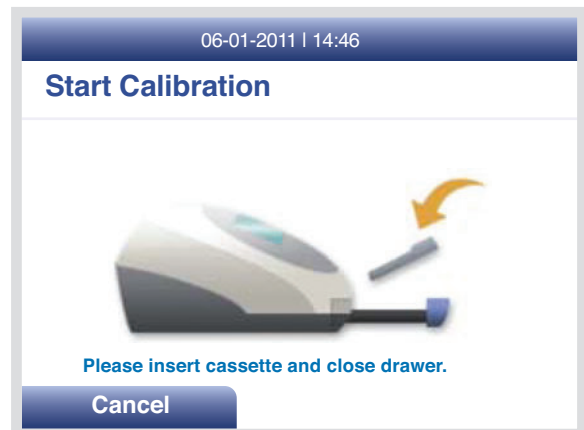 06-01-2011 | 14:46
Start Calibration
Please insert cassette and close drawer.
Cancel